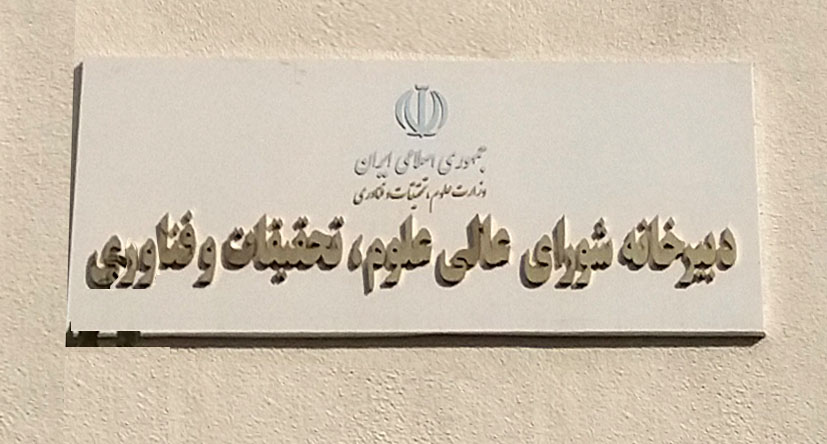 جمهوری اسلامی ایران
وزارت علوم، تحقیقات و فناوری
دبیرخانه شورای عالی علوم، تحقیقات و فناوری